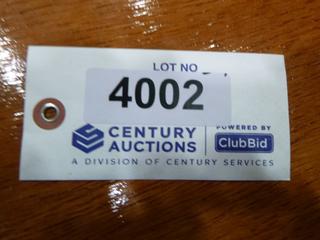 LOT NO
4002
CENTURY
AUCTIONS
POWERED BY
ClubBid
A DIVISION OF CENTURY SERVICES